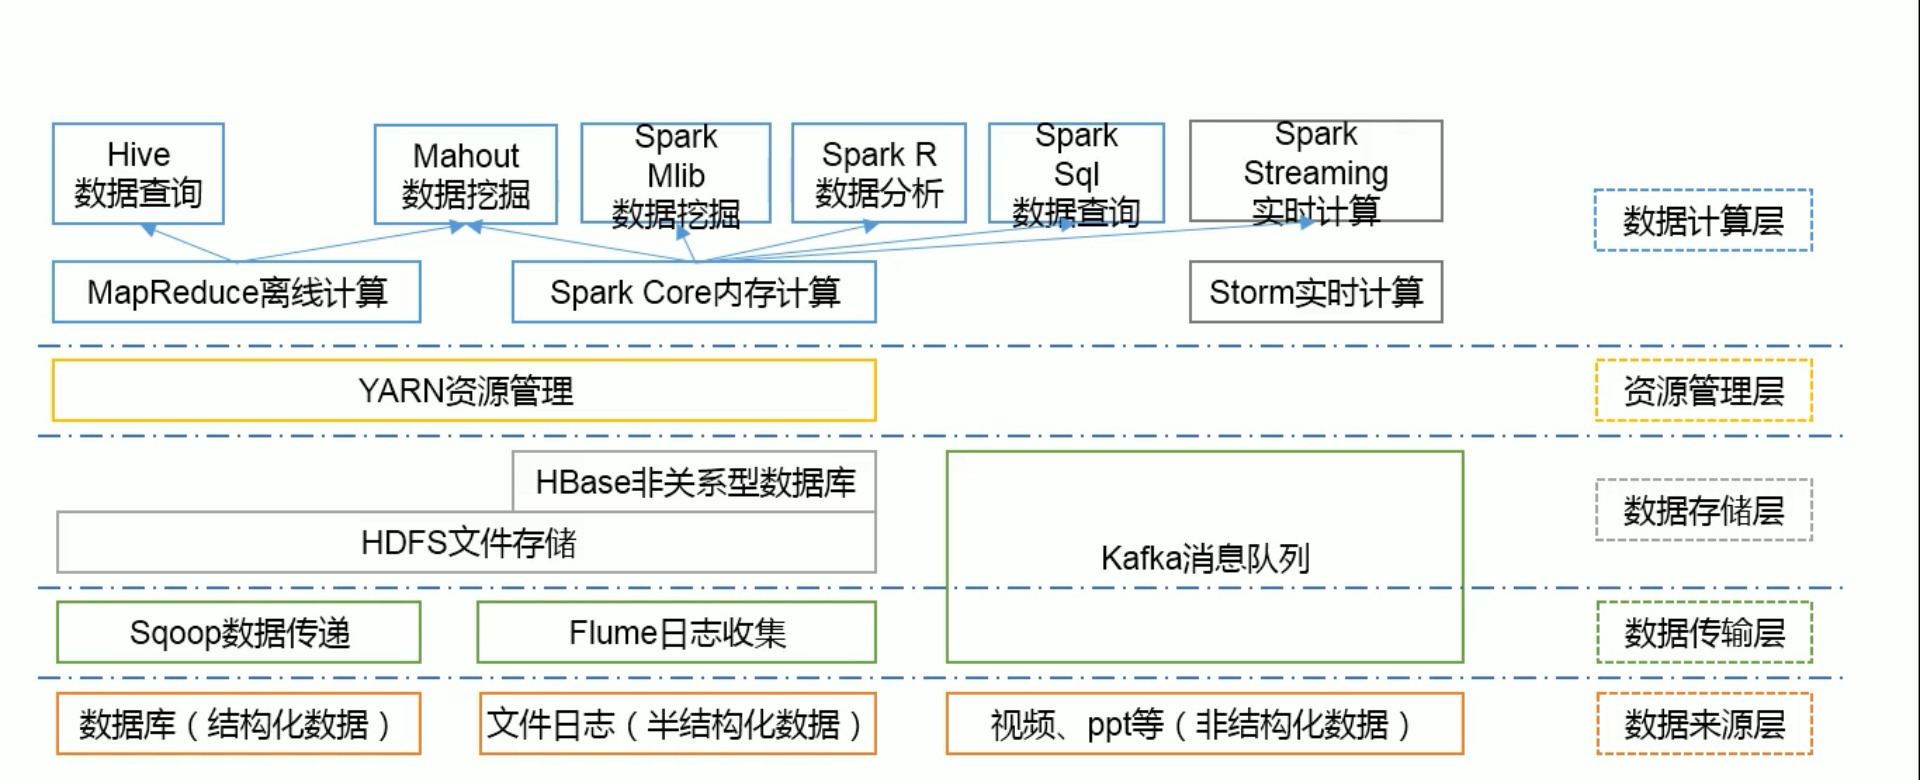 Hive
数据查询
Mahout
数据挖掘
Spark
Mlib
数据挖掘
Spark R
数据分析
Spark
Sql
数据查询
Spark
Streaming
实时计算
数据计算层
MapReduce离线计算
Spark Core内存计算
Storm实时计算
YARN资源管理
资源管理层
HBase非关系型数据库
HDFS文件存储
Kafka消息队列
数据存储层
Sqoop数据传递
Flume日志收集
数据传输层
数据库（结构化数据）
文件日志（半结构化数据）
视频、ppt等（非结构化数据）
数据来源层